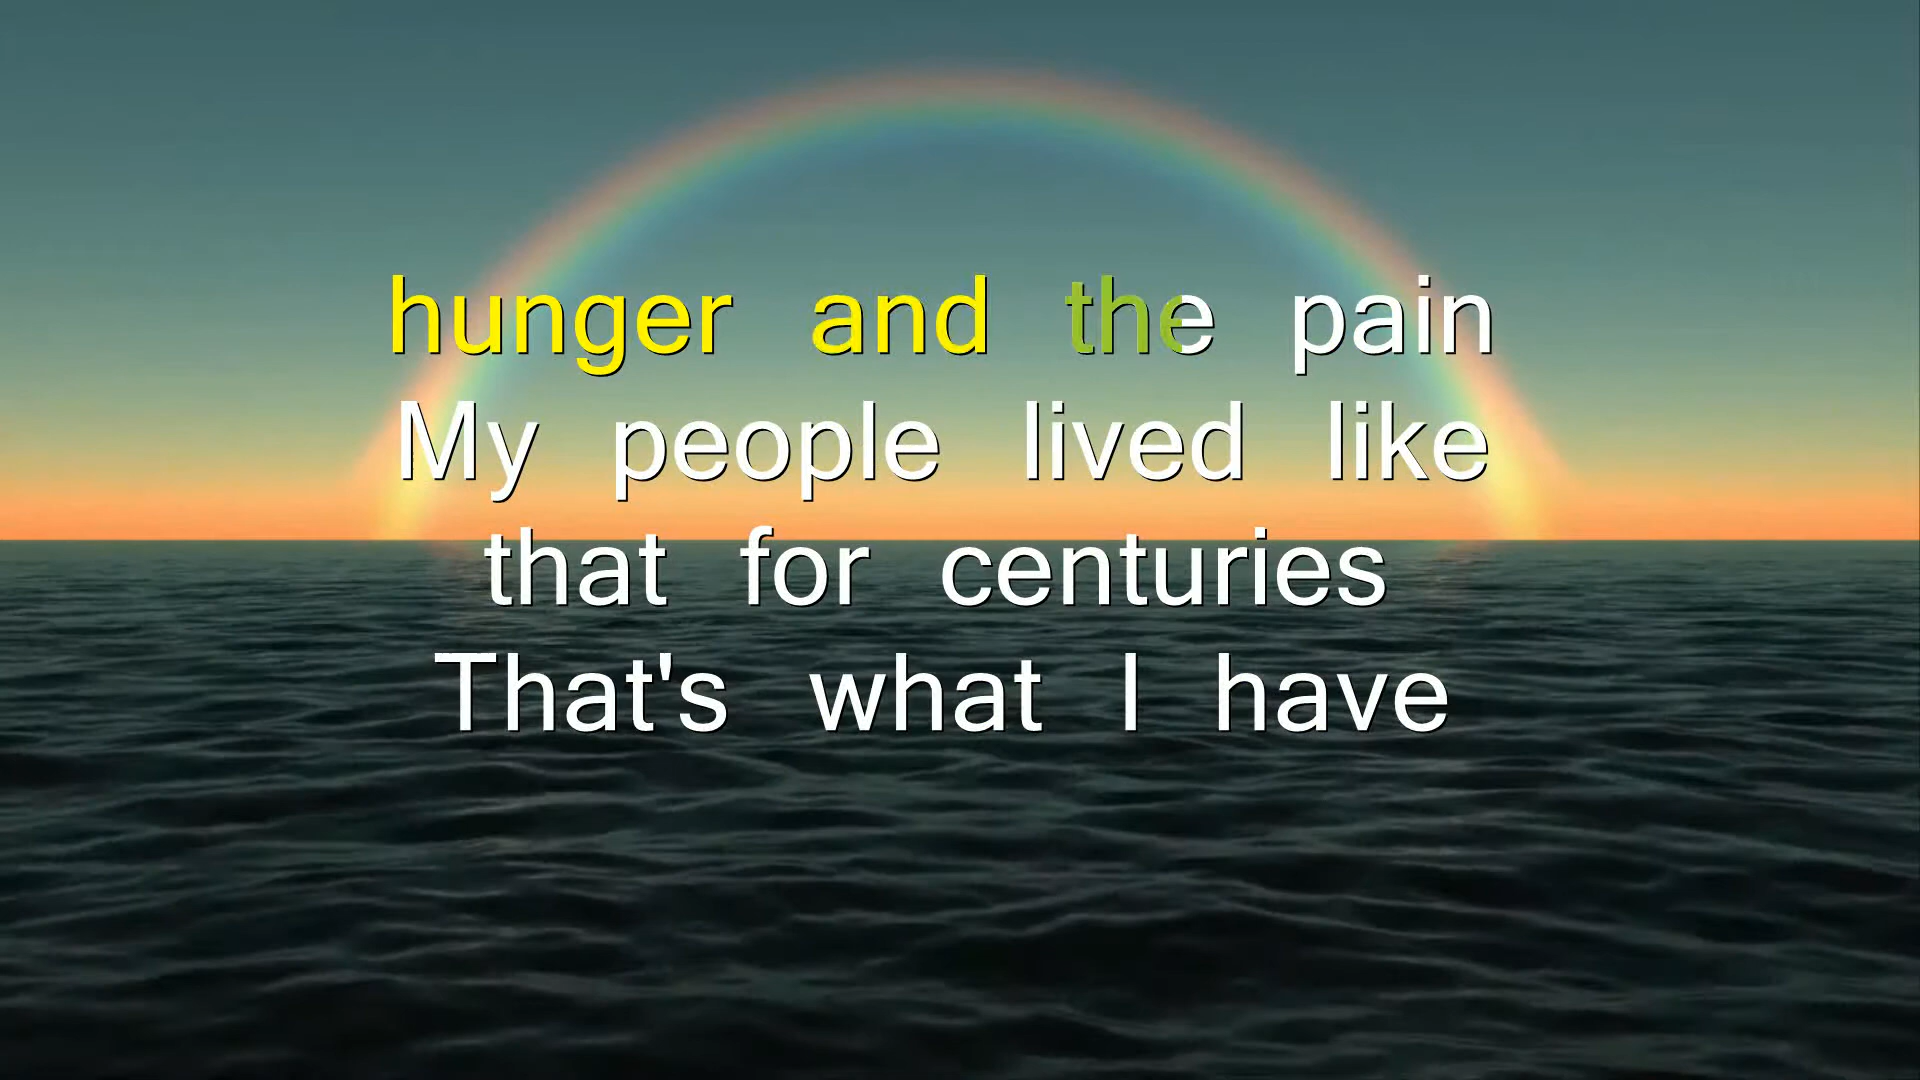 hunger and the pain
My people lived like
that for centuries
That's what I have